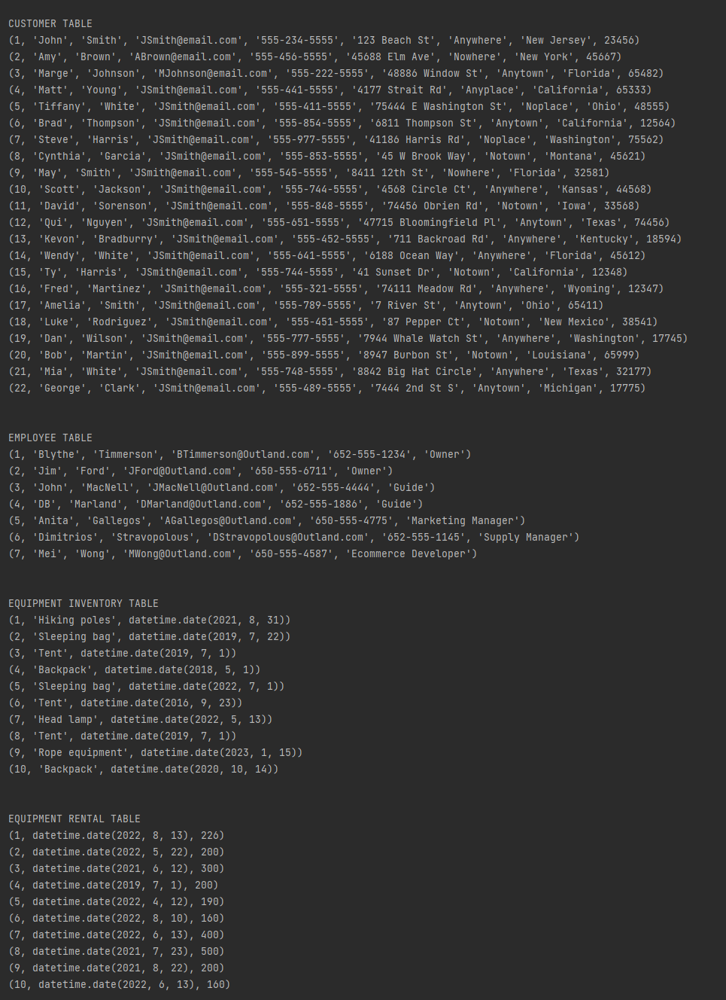 CUSTOMER TABLE
(1, 'John', 'Smith', 'JSmith@email.com', '555-234-5555', '123 Beach St', 'Anywhere', 'New Jersey', 23456)
(2, 'Amy', 'Brown', 'ABrown@email.com', '555-456-5555', '45688 Elm Ave', 'Nowhere', 'New York', 45667)
(3, 'Marge', 'Johnson', 'MJohnson@email.com', '555-222-5555', '48886 Window St', 'Anytown', 'Florida', 65482)
(4, 'Matt', 'Young', 'JSmith@email.com', '555-441-5555', '4177 Strait Rd', 'Anyplace', 'California', 65333)
(5, 'Tiffany', 'White', 'JSmith@email.com', '555-411-5555', '75444 E Washington St', 'Noplace', 'Ohio', 48555)
(6, 'Brad', 'Thompson', 'JSmith@email.com', '555-854-5555', '6811 Thompson St', 'Anytown', 'California', 12564)
(7, 'Steve', 'Harris', 'JSmith@email.com', '555-977-5555', '41186 Harris Rd', 'Noplace', 'Washington', 75562)
(8, 'Cynthia', 'Garcia', 'JSmith@email.com', '555-853-5555', '45 W Brook Way', 'Notown', 'Montana', 45621)
(9, 'May', 'Smith', 'JSmith@email.com', '555-545-5555', '8411 12th St', 'Nowhere', 'Florida', 32581)
(10, 'Scott', 'Jackson', 'JSmith@email.com', '555-744-5555', '4568 Circle Ct', 'Anywhere', 'Kansas', 44568)
(11, 'David', 'Sorenson', 'JSmith@email.com', '555-848-5555', '74456 Obrien Rd', 'Notown', 'Iowa', 33568)
(12, 'Qui', 'Nguyen', 'JSmith@email.com', '555-651-5555', '47715 Bloomingfield Pl', 'Anytown', 'Texas', 74456)
(13, 'Kevon', 'Bradburry', 'JSmith@email.com', '555-452-5555', '711 Backroad Rd', 'Anywhere', 'Kentucky', 18594)
(14, 'Wendy', 'White', 'JSmith@email.com', '555-641-5555', '6188 Ocean Way', 'Anywhere', 'Florida', 45612)
(15, 'Ty', 'Harris', 'JSmith@email.com', '555-744-5555', '41 Sunset Dr', 'Notown', 'California', 12348)
(16, 'Fred', 'Martinez', 'JSmith@email.com', '555-321-5555', '74111 Meadow Rd', 'Anywhere', 'Wyoming', 12347)
(17, 'Amelia', 'Smith', 'JSmith@email.com', '555-789-5555', '7 River St', 'Anytown', 'Ohio', 65411)
(18, 'Luke', 'Rodriguez', 'JSmith@email.com', '555-451-5555', '87 Pepper Ct', 'Notown', 'New Mexico', 38541)
(19, 'Dan', 'Wilson', 'JSmith@email.com', '555-777-5555', '7944 Whale Watch St', 'Anywhere', 'Washington', 17745)
(20, 'Bob', 'Martin', 'JSmith@email.com', '555-899-5555', '8947 Burbon St', 'Notown', 'Louisiana', 65999)
(21, 'Mia', 'White', 'JSmith@email.com', '555-748-5555', '8842 Big Hat Circle', 'Anywhere', 'Texas', 32177)
(22, 'George', 'Clark', 'JSmith@email.com', '555-489-5555', '7444 2nd St S', 'Anytown', 'Michigan', 17775)
EMPLOYEE TABLE
(1, 'Blythe', 'Timmerson', 'BTimmerson@Outland.com', '652-555-1234', 'Owner')
(2, 'Jim', 'Ford', 'JFord@Outland.com', '650-555-6711', 'Owner')
(3, 'John', 'MacNell', 'JMacNell@Outland.com', '652-555-4444', 'Guide')
(4, 'DB', 'Marland', 'DMarland@Outland.com', '652-555-1886', 'Guide')
(5, 'Anita', 'Gallegos', 'AGallegos@Outland.com', '650-555-4775', 'Marketing Manager')
(6, 'Dimitrios', 'Stravopolous', 'DStravopolous@Outland.com', '652-555-1145', 'Supply Manager')
(7, 'Mei', 'Wong', 'MWong@Outland.com', '650-555-4587', 'Ecommerce Developer')
EQUIPMENT INVENTORY TABLE
(1, 'Hiking poles', datetime.date(2021, 8, 31))
(2, 'Sleeping bag', datetime.date(2019, 7, 22))
(3, 'Tent', datetime.date(2019, 7, 1))
(4, 'Backpack', datetime.date(2018, 5, 1))
(5, 'Sleeping bag', datetime.date(2022, 7, 1))
(6, 'Tent', datetime.date(2016, 9, 23))
(7, 'Head lamp', datetime.date(2022, 5, 13))
(8, 'Tent', datetime.date(2019, 7, 1))
(9, 'Rope equipment', datetime.date(2023, 1, 15))
(10, 'Backpack', datetime.date(2020, 10, 14))
EQUIPMENT RENTAL TABLE
(1, datetime.date(2022, 8, 13), 226)
(2, datetime.date(2022, 5, 22), 200)
(3, datetime.date(2021, 6, 12), 300)
(4, datetime.date(2019, 7, 1), 200)
(5, datetime.date(2022, 4, 12), 190)
(6, datetime.date(2022, 8, 10), 160)
(7, datetime.date(2022, 6, 13), 400)
(8, datetime.date(2021, 7, 23), 500)
(9, datetime.date(2021, 8, 22), 200)
(10, datetime.date(2022, 6, 13), 160)